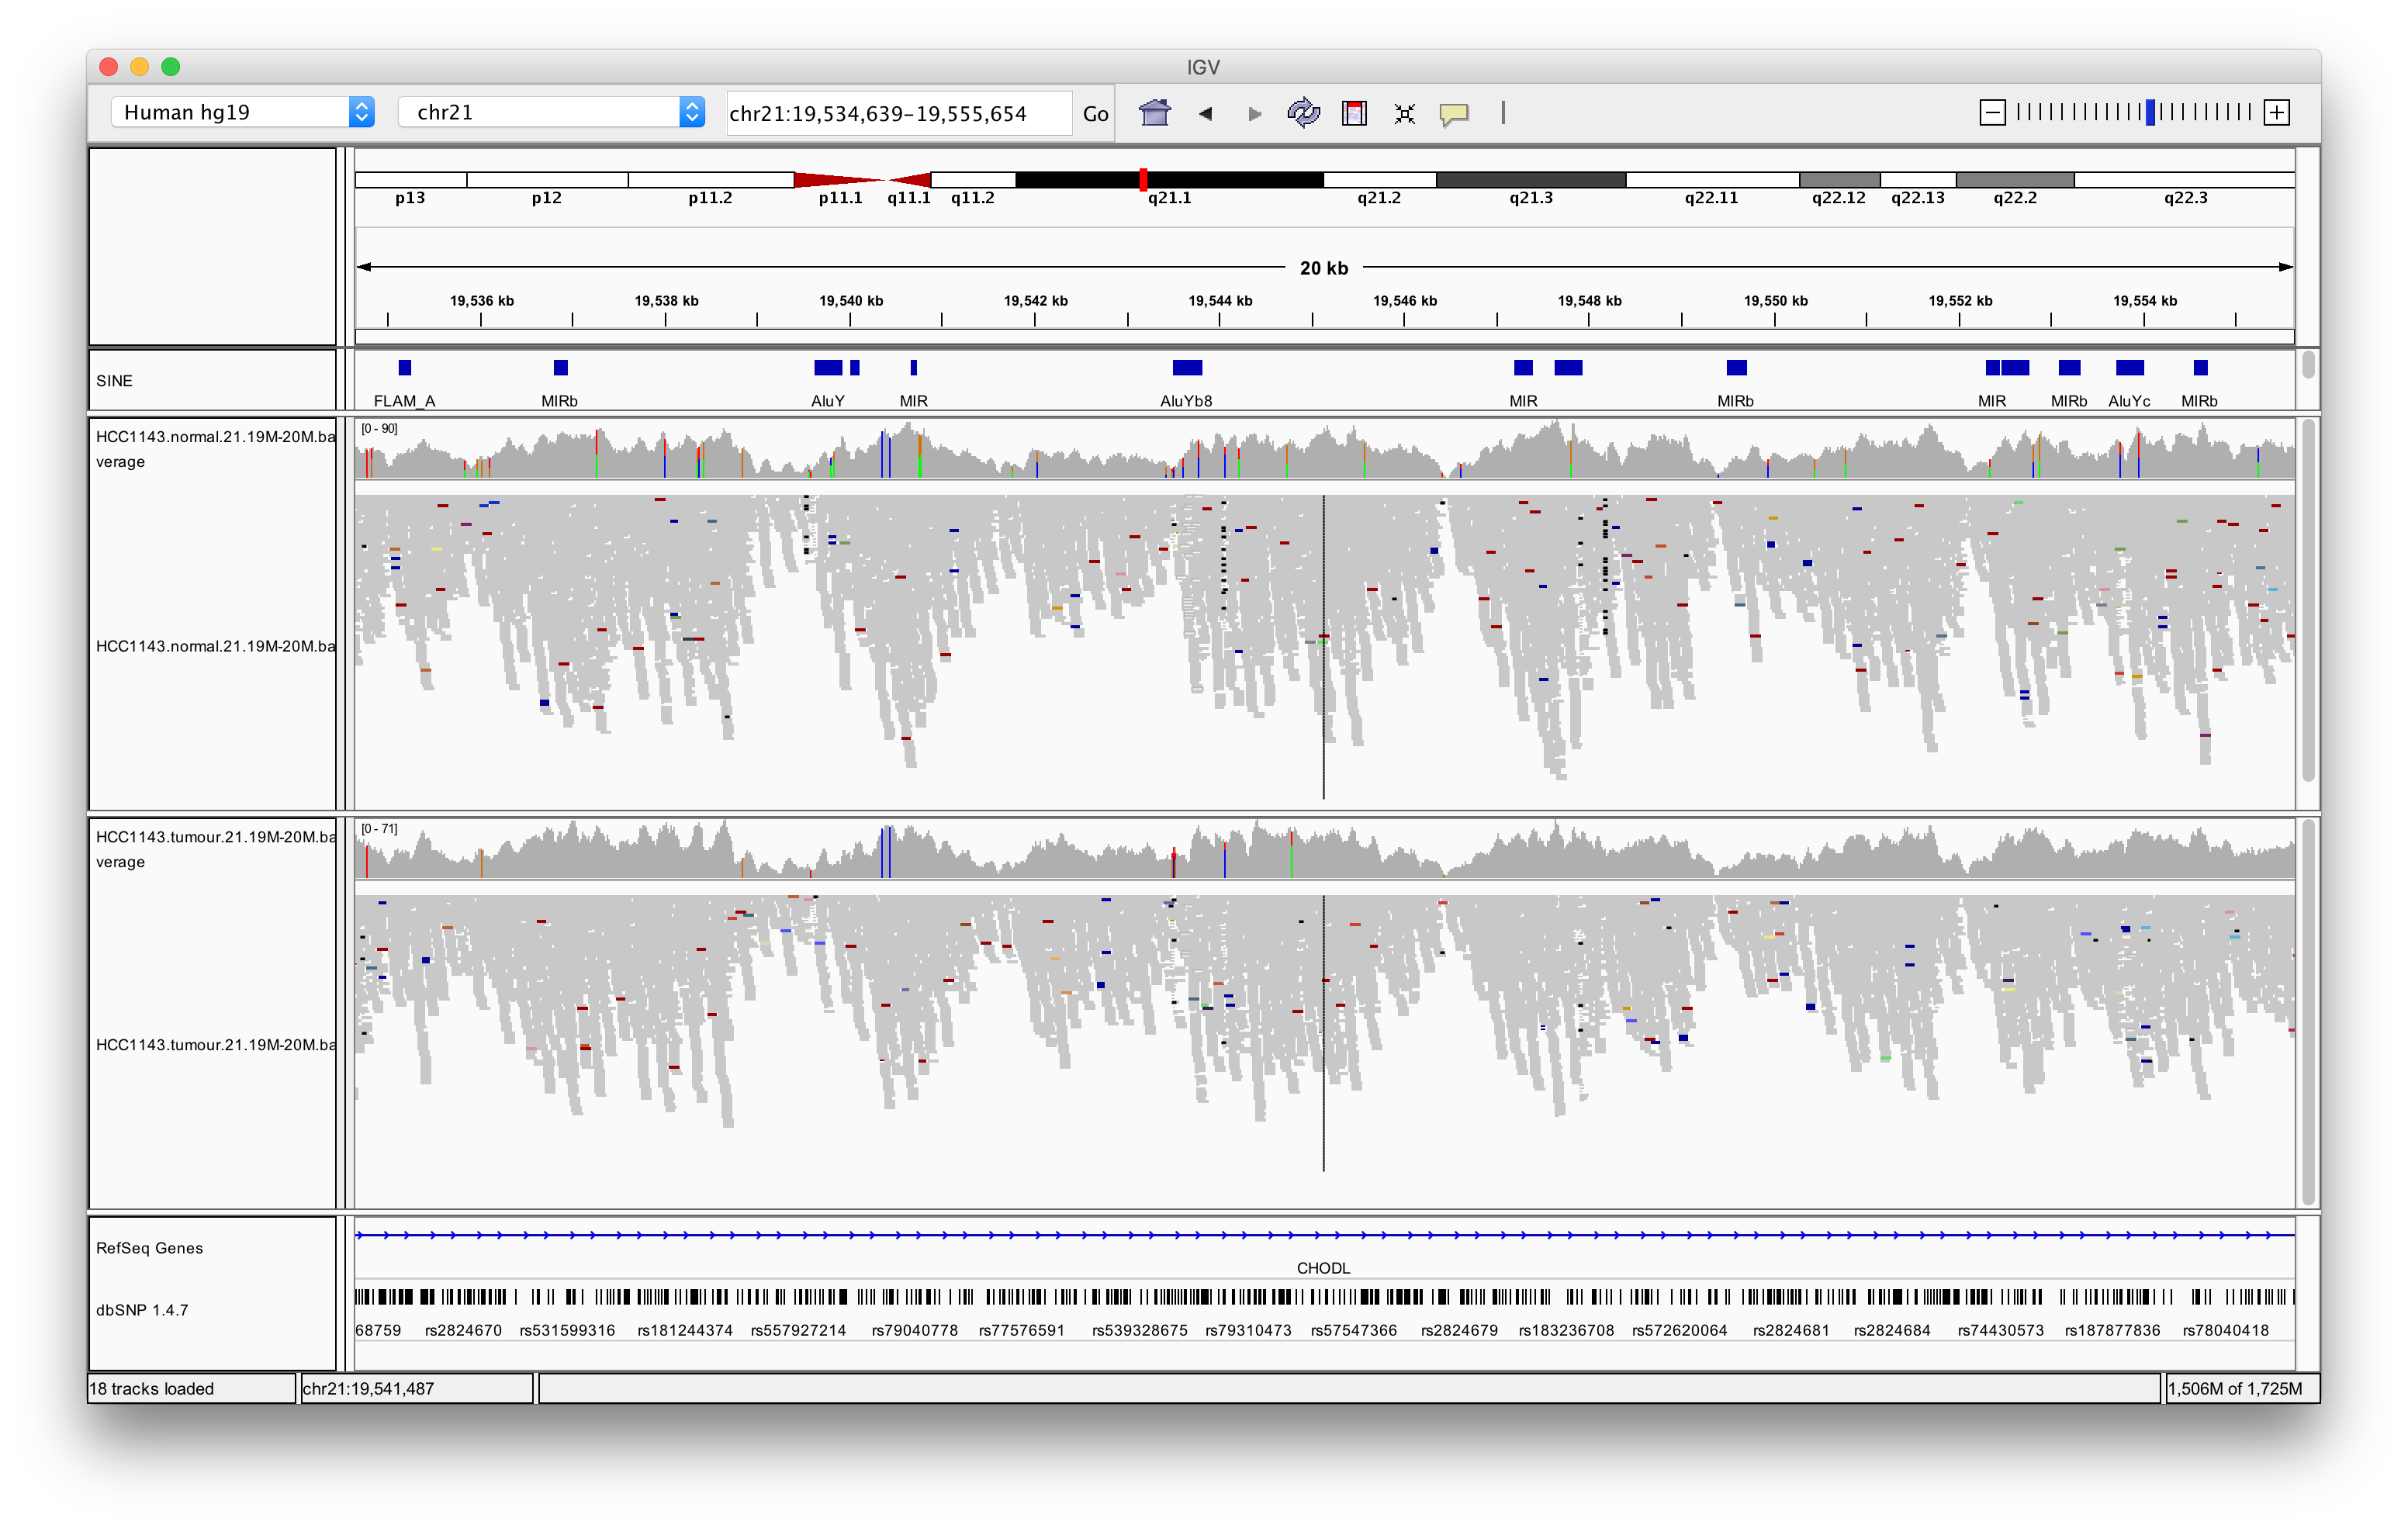 IGV
Human hg19 chr21 chr21:19,534,639-19,555,654 Go
p13 p12 p11.2 p11.1 q11.1 q11.2 q21.1 q21.2 q21.3 q22.11 q22.12 q22.13 q22.2 q22.3
20 kb
19,536 kb 19,538 kb 19,540 kb 19,542 kb 19,544 kb 19,546 kb 19,548 kb 19,550 kb 19,552 kb 19,554 kb
SINE
FLAM_A MIRb AluY MIR AluYb8 MIR MIRb MIR MIRb AluYc MIRb
HCC1143.normal.21.19M-20M.ba
verage
[0 - 90]
HCC1143.normal.21.19M-20M.ba
HCC1143.tumour.21.19M-20M.ba
verage
[0 - 71]
HCC1143.tumour.21.19M-20M.ba
RefSeq Genes
CHODL
dbSNP 1.4.7
68759 rs2824670 rs531599316 rs181244374 rs557927214 rs79040778 rs77576591 rs539328675 rs79310473 rs57547366 rs2824679 rs183236708 rs572620064 rs2824681 rs2824684 rs74430573 rs187877836 rs78040418
18 tracks loaded chr21:19,541,487 1,506M of 1,725M